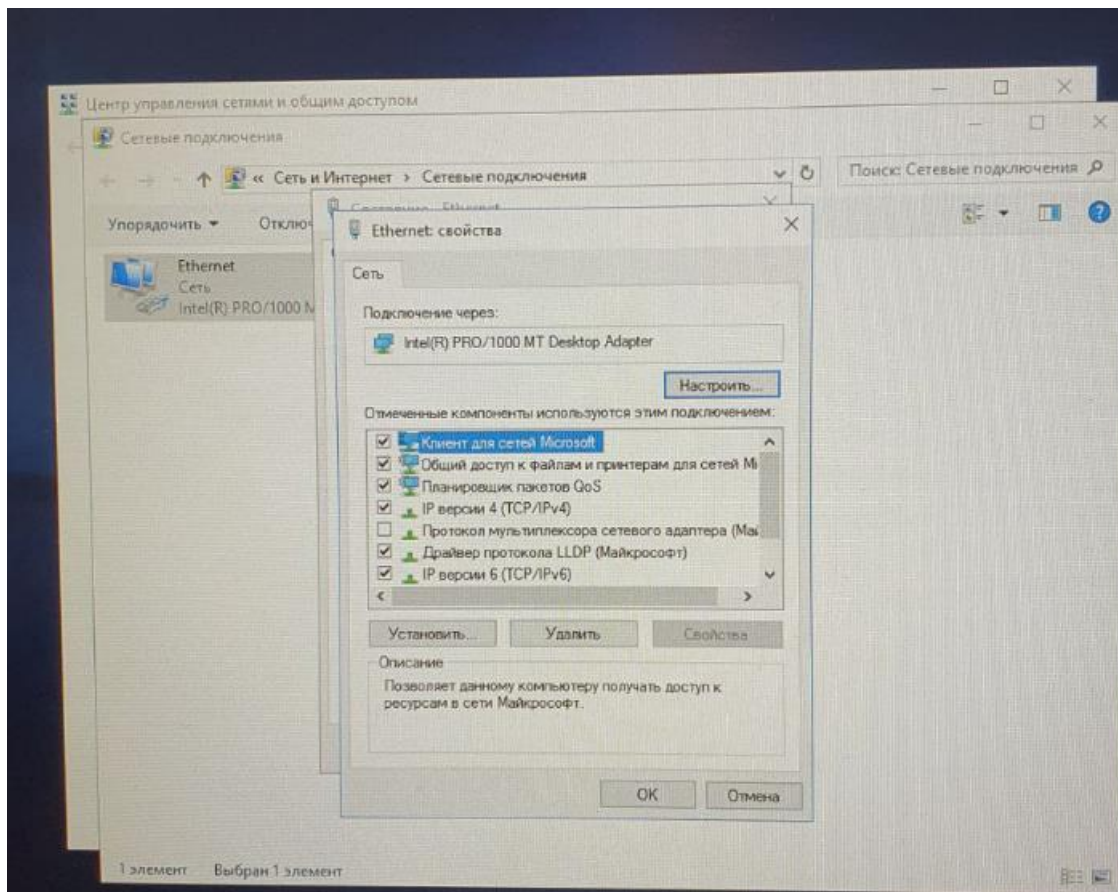 Центр управления сетями и общим доступом
Сетевые подключения
« Сеть и Интернет › Сетевые подключения
Поиск: Сетевые подключения
Упорядочить
Отклю
Состояние - Ethernet
Ethernet
Сеть
Intel(R) PRO/1000 M
Ethernet: свойства
Сеть
Подключение через:
Intel(R) PRO/1000 MT Desktop Adapter
Настроить...
Отмеченные компоненты используются этим подключением:
Клиент для сетей Microsoft
Общий доступ к файлам и принтерам для сетей Mi
Планировщик пакетов QoS
IP версии 4 (TCP/IPv4)
Протокол мультиплексора сетевого адаптера (Май
Драйвер протокола LLDP (Майкрософт)
IP версии 6 (TCP/IPv6)
Установить...
Удалить
Свойства
Описание
Позволяет данному компьютеру получать доступ к
ресурсам в сети Майкрософт.
OK
Отмена
1 элемент
Выбран 1 элемент